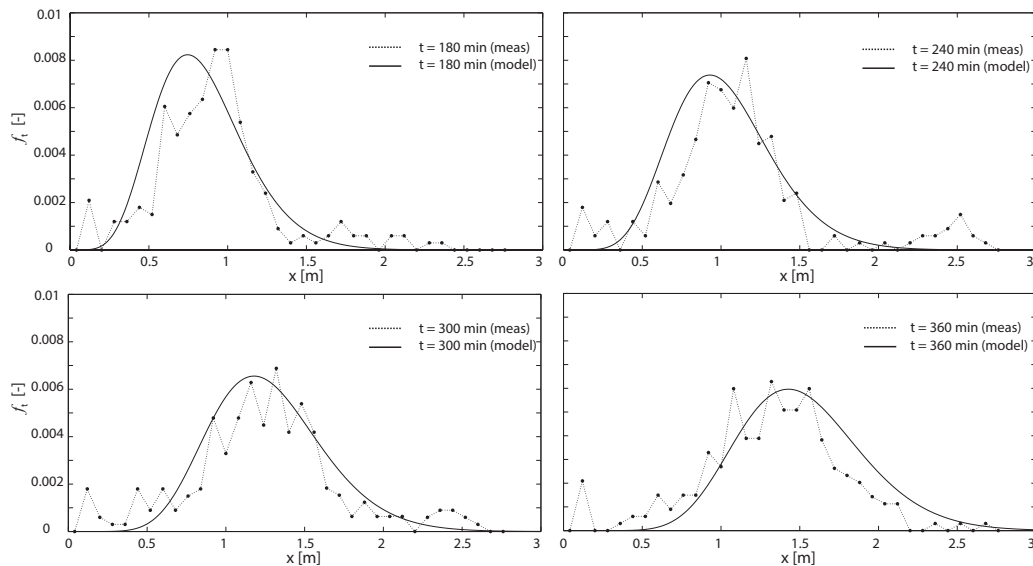 0.01
0.008
0.006
0.004
0.002
0
f_t [-]
t = 180 min (meas)
t = 180 min (model)
0 0.5 1 1.5 2 2.5 3
x [m]
t = 240 min (meas)
t = 240 min (model)
0 0.5 1 1.5 2 2.5 3
x [m]
0.01
0.008
0.006
0.004
0.002
0
f_t [-]
t = 300 min (meas)
t = 300 min (model)
0 0.5 1 1.5 2 2.5 3
x [m]
t = 360 min (meas)
t = 360 min (model)
0 0.5 1 1.5 2 2.5 3
x [m]